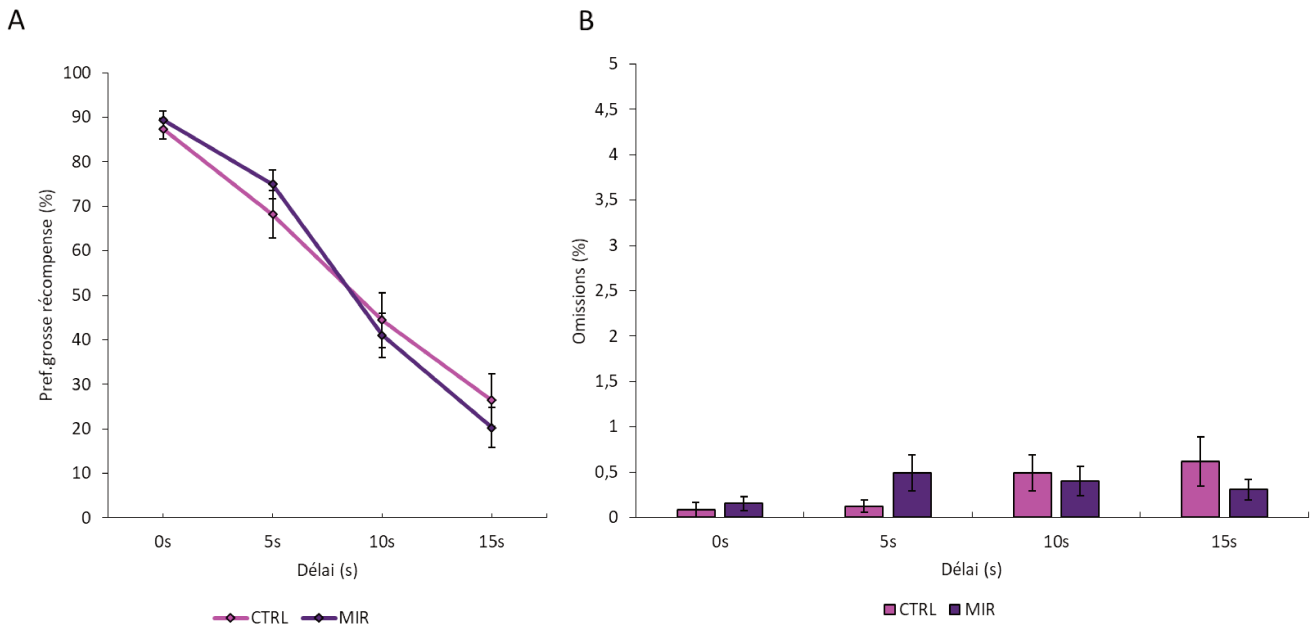 A
B
Pref.grosse récompense (%)
100
90
80
70
60
50
40
30
20
10
0
0s 5s 10s 15s
Délai (s)
CTRL MIR
Omissions (%)
5
4,5
4
3,5
3
2,5
2
1,5
1
0,5
0
0s 5s 10s 15s
Délai (s)
CTRL MIR